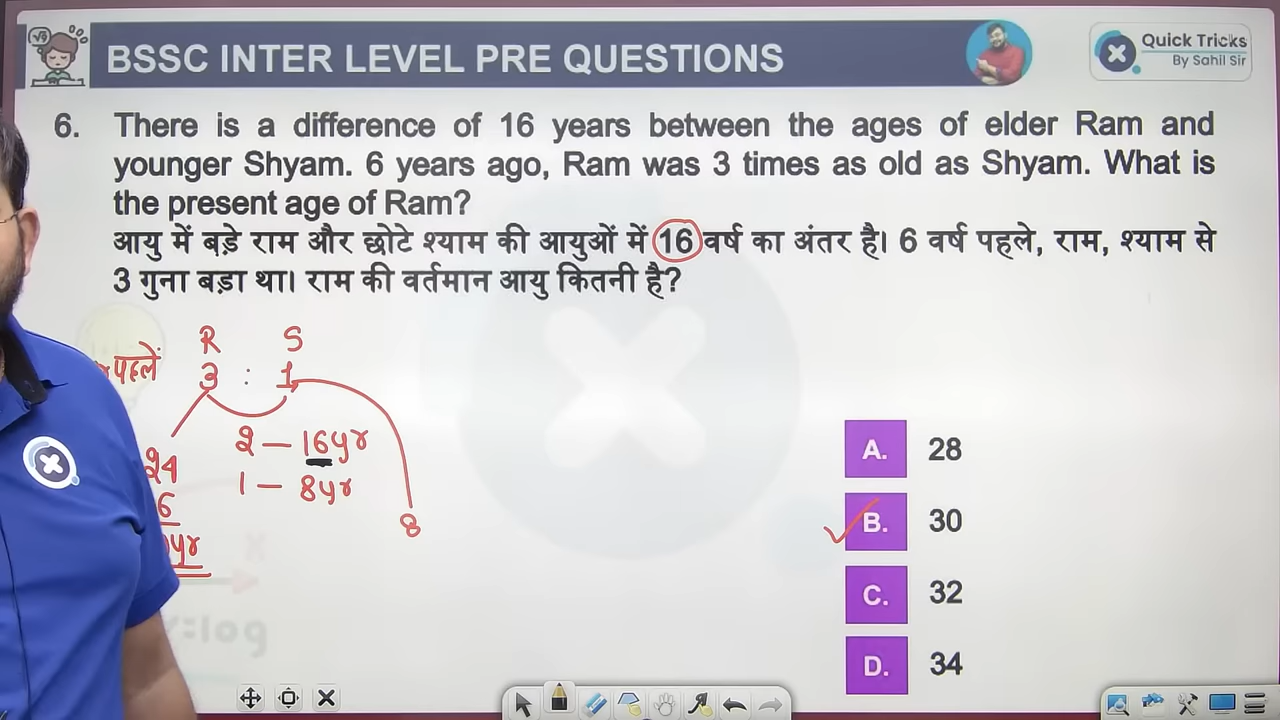 BSSC INTER LEVEL PRE QUESTIONS
Quick Tricks
By Sahil Sir
6. There is a difference of 16 years between the ages of elder Ram and
younger Shyam. 6 years ago, Ram was 3 times as old as Shyam. What is
the present age of Ram?
आयु में बड़े राम और छोटे श्याम की आयुओं में 16 वर्ष का अंतर है। 6 वर्ष पहले, राम, श्याम से
3 गुना बड़ा था। राम की वर्तमान आयु कितनी है?
R S
पहलें 3 : 1
2 — 16yr
24
1 — 8yr
6
8
yr
A. 28
B. 30
C. 32
D. 34
=log